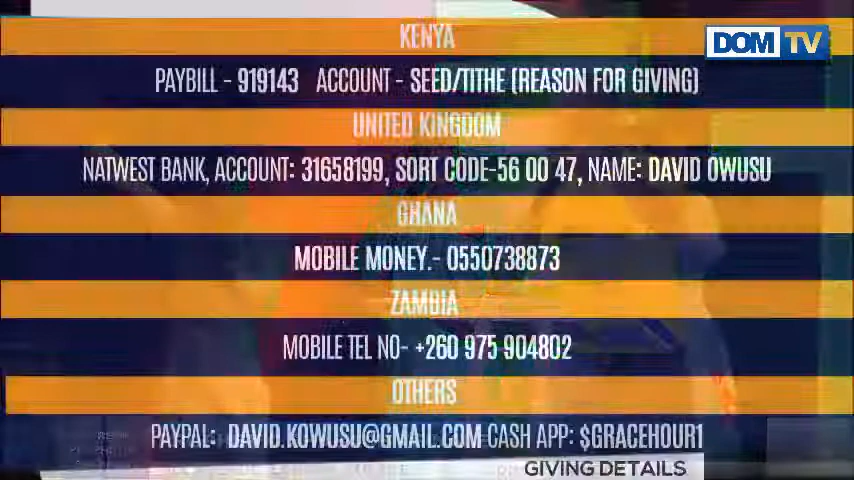 KENYA
DOM TV
PAYBILL - 919143 ACCOUNT - SEED/TITHE (REASON FOR GIVING)
UNITED KINGDOM
NATWEST BANK, ACCOUNT: 31658199, SORT CODE-56 00 47, NAME: DAVID OWUSU
GHANA
MOBILE MONEY.- 0550738873
ZAMBIA
MOBILE TEL NO- +260 975 904802
OTHERS
PAYPAL: DAVID.KOWUSU@GMAIL.COM CASH APP: $GRACEHOUR1
GIVING DETAILS